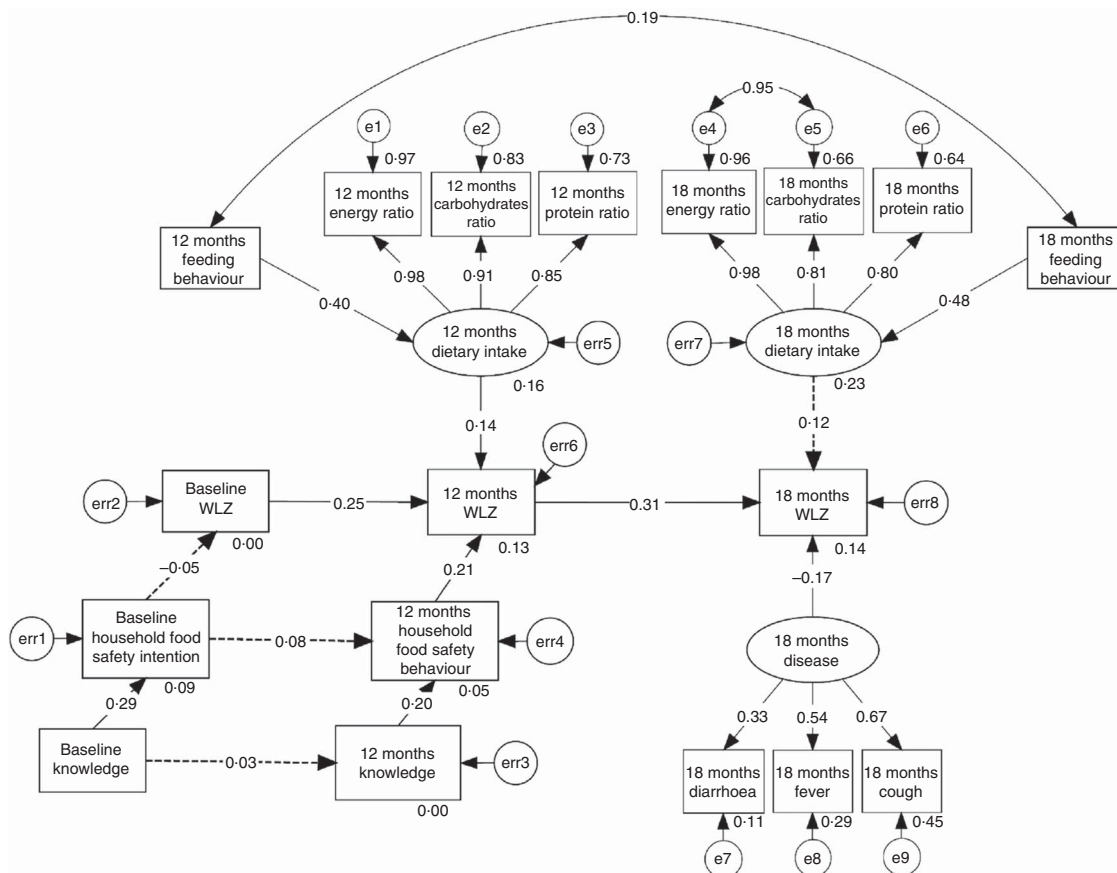 0.19
0.95
e1
e2
e3
e4
e5
e6
0·97
0·83
0·73
0·96
0·66
0·64
12 months
energy ratio
12 months
carbohydrates
ratio
12 months
protein ratio
18 months
energy ratio
18 months
carbohydrates
ratio
18 months
protein ratio
12 months
feeding
behaviour
18 months
feeding
behaviour
0·98
0·91
0·85
0·98
0·81
0·80
0·40
0·48
12 months
dietary intake
err5
0·16
err7
18 months
dietary intake
0·23
0·14
0·12
err6
err2
Baseline
WLZ
0·00
0.25
12 months
WLZ
0.13
0.31
18 months
WLZ
0.14
err8
–0·05
0.21
–0.17
err1
Baseline
household food
safety intention
0·09
0·08
12 months
household
food safety
behaviour
0·05
err4
18 months
disease
0·29
0·20
0.33
0.54
0.67
Baseline
knowledge
0·03
12 months
knowledge
0·00
err3
18 months
diarrhoea
0·11
18 months
fever
0·29
18 months
cough
0·45
e7
e8
e9